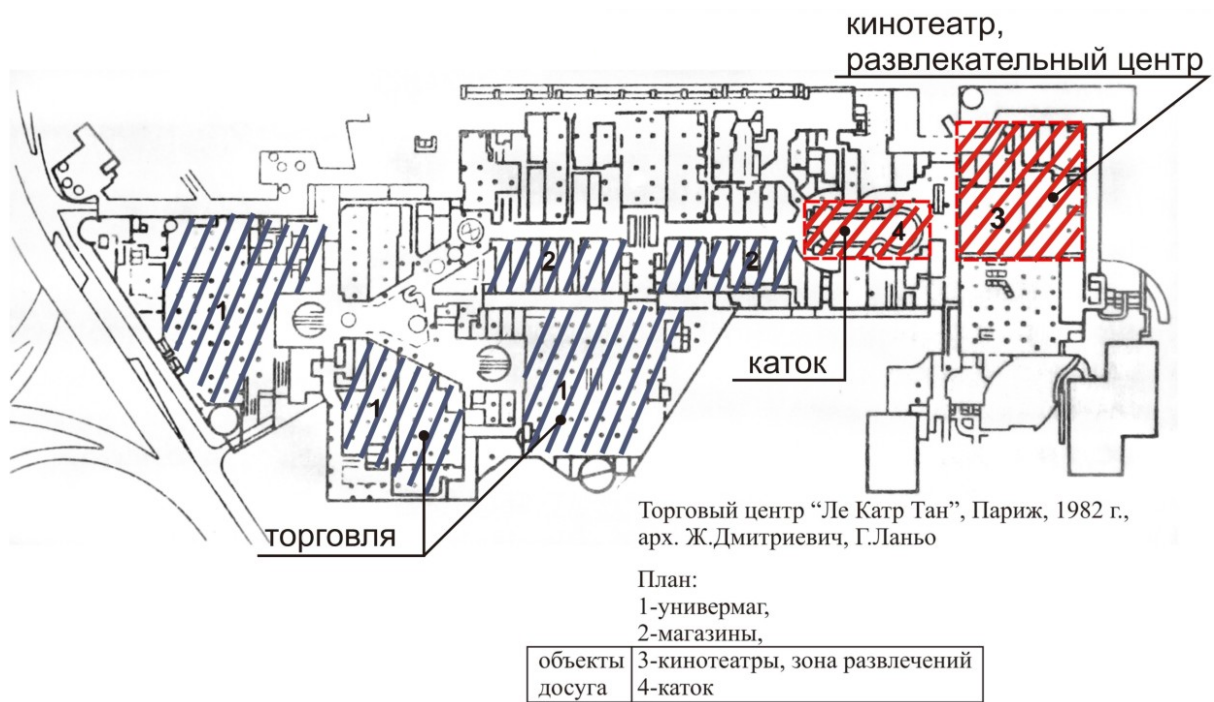 кинотеатр,
развлекательный центр
3
4
2
2
1
1
1
каток
торговля
Торговый центр “Ле Катр Тан”, Париж, 1982 г.,
арх. Ж.Дмитриевич, Г.Ланьо
План:
1-универмаг,
2-магазины,
объекты 3-кинотеатры, зона развлечений
досуга 4-каток